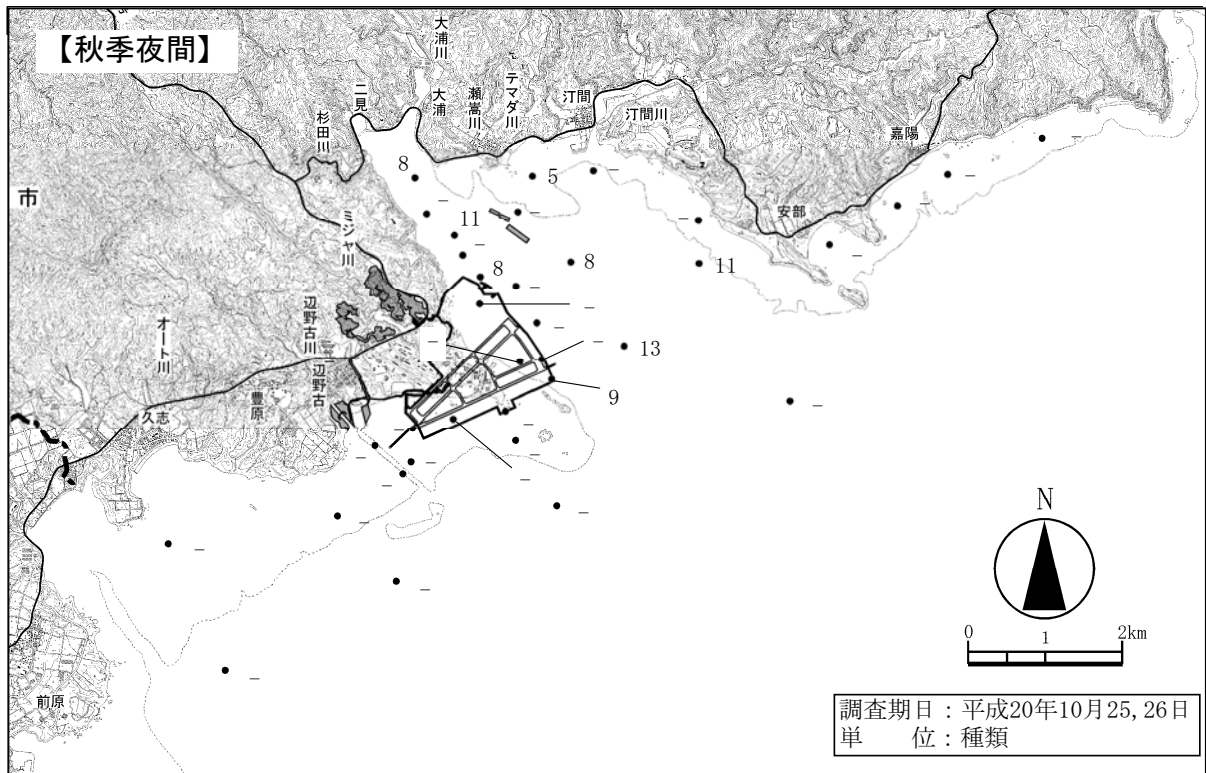 【秋季夜間】
大浦川
二見
大浦
瀬嵩川
テマダ川
汀間
汀間川
嘉陽
杉田川
市
ミジャ川
安部
辺野古川
辺野古
オート川
豊原
久志
前原
8
5
–
–
–
–
–
11
–
–
–
–
8
11
–
8
–
–
–
–
–
13
9
–
–
–
–
–
–
–
–
–
–
–
–
–
N
0 1 2km
調査期日：平成20年10月25,26日
単　　位：種類